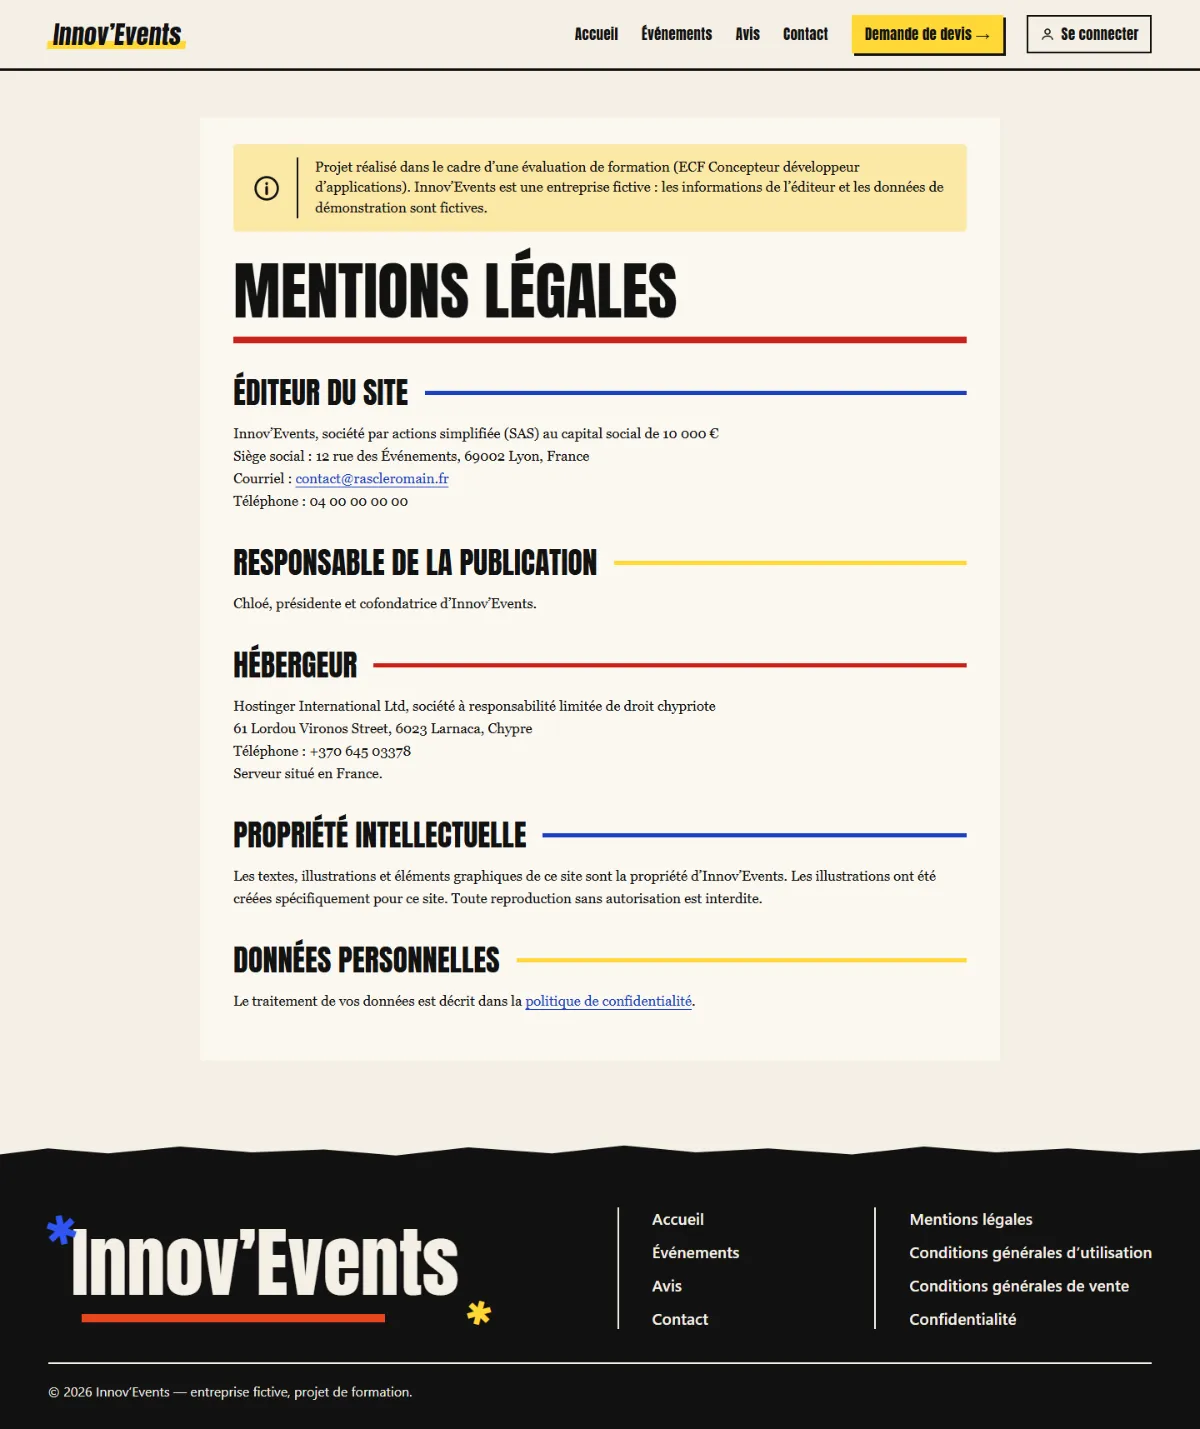 Innov’Events
Accueil
Événements
Avis
Contact
Demande de devis →
Se connecter
Projet réalisé dans le cadre d’une évaluation de formation (ECF Concepteur développeur
d’applications). Innov’Events est une entreprise fictive : les informations de l’éditeur et les données de
démonstration sont fictives.
MENTIONS LÉGALES
ÉDITEUR DU SITE
Innov’Events, société par actions simplifiée (SAS) au capital social de 10 000 €
Siège social : 12 rue des Événements, 69002 Lyon, France
Courriel : contact@rascleromain.fr
Téléphone : 04 00 00 00 00
RESPONSABLE DE LA PUBLICATION
Chloé, présidente et cofondatrice d’Innov’Events.
HÉBERGEUR
Hostinger International Ltd, société à responsabilité limitée de droit chypriote
61 Lordou Vironos Street, 6023 Larnaca, Chypre
Téléphone : +370 645 03378
Serveur situé en France.
PROPRIÉTÉ INTELLECTUELLE
Les textes, illustrations et éléments graphiques de ce site sont la propriété d’Innov’Events. Les illustrations ont été
créées spécifiquement pour ce site. Toute reproduction sans autorisation est interdite.
DONNÉES PERSONNELLES
Le traitement de vos données est décrit dans la politique de confidentialité.
Innov’Events
Accueil
Événements
Avis
Contact
Mentions légales
Conditions générales d’utilisation
Conditions générales de vente
Confidentialité
© 2026 Innov’Events — entreprise fictive, projet de formation.